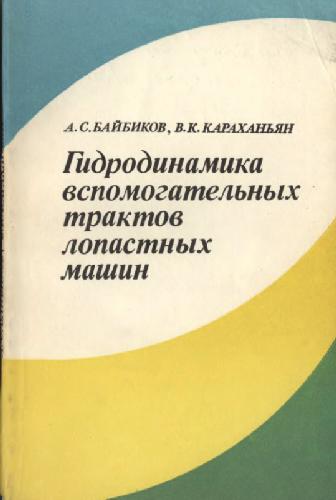 А.С.БАЙБИКОВ, В.К.КАРАХАНЬЯН
Гидродинамика
вспомогательных
трактов
лопастных
машин